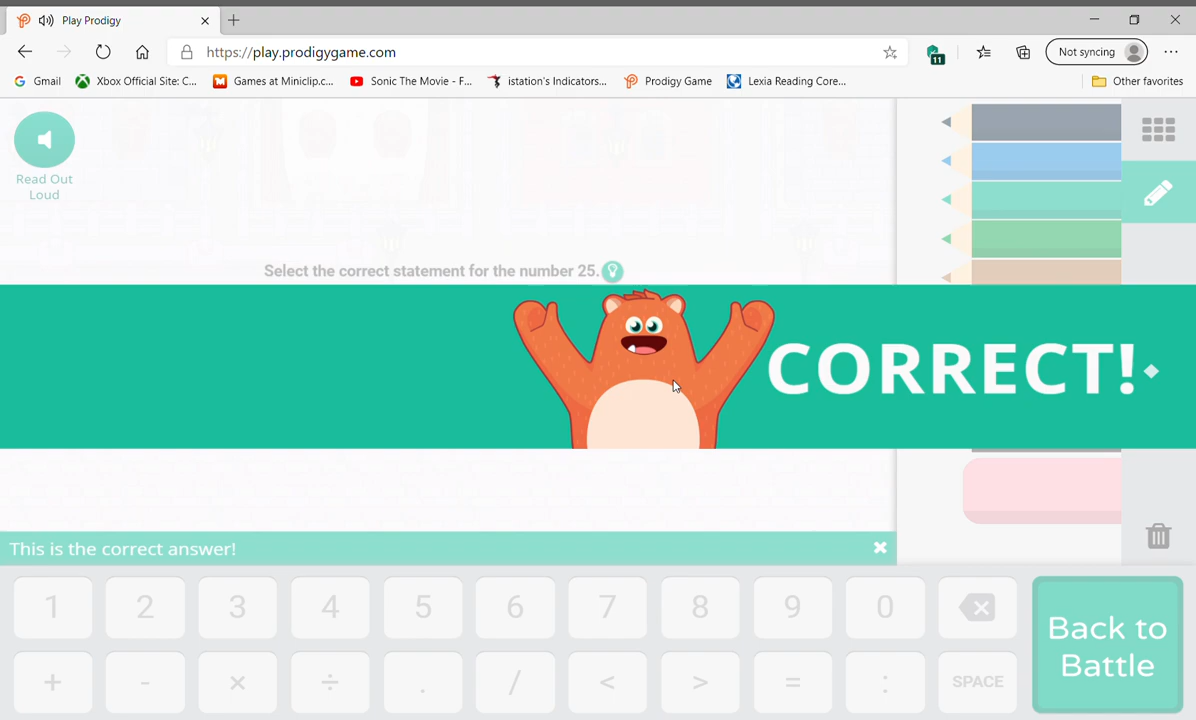 Play Prodigy
https://play.prodigygame.com
11
Not syncing
Gmail
Xbox Official Site: C...
Games at Miniclip.c...
Sonic The Movie - F...
istation's Indicators...
Prodigy Game
Lexia Reading Core...
Other favorites
Read Out
Loud
Select the correct statement for the number 25.
CORRECT!
This is the correct answer!
1 2 3 4 5 6 7 8 9 0
+ - × ÷ . / < > = : SPACE
Back to
Battle